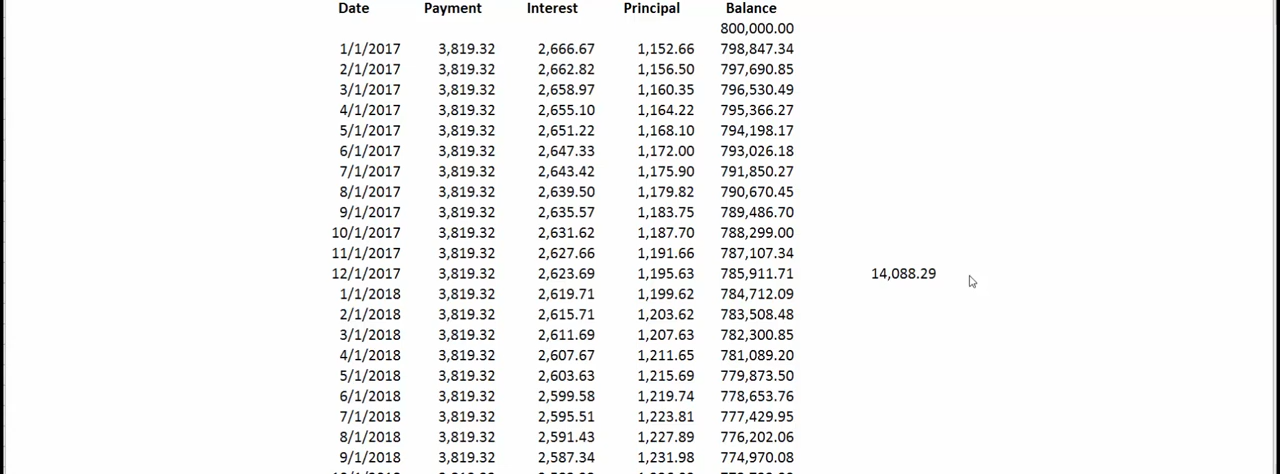 Date Payment Interest Principal Balance
800,000.00
1/1/2017 3,819.32 2,666.67 1,152.66 798,847.34
2/1/2017 3,819.32 2,662.82 1,156.50 797,690.85
3/1/2017 3,819.32 2,658.97 1,160.35 796,530.49
4/1/2017 3,819.32 2,655.10 1,164.22 795,366.27
5/1/2017 3,819.32 2,651.22 1,168.10 794,198.17
6/1/2017 3,819.32 2,647.33 1,172.00 793,026.18
7/1/2017 3,819.32 2,643.42 1,175.90 791,850.27
8/1/2017 3,819.32 2,639.50 1,179.82 790,670.45
9/1/2017 3,819.32 2,635.57 1,183.75 789,486.70
10/1/2017 3,819.32 2,631.62 1,187.70 788,299.00
11/1/2017 3,819.32 2,627.66 1,191.66 787,107.34
12/1/2017 3,819.32 2,623.69 1,195.63 785,911.71 14,088.29
1/1/2018 3,819.32 2,619.71 1,199.62 784,712.09
2/1/2018 3,819.32 2,615.71 1,203.62 783,508.48
3/1/2018 3,819.32 2,611.69 1,207.63 782,300.85
4/1/2018 3,819.32 2,607.67 1,211.65 781,089.20
5/1/2018 3,819.32 2,603.63 1,215.69 779,873.50
6/1/2018 3,819.32 2,599.58 1,219.74 778,653.76
7/1/2018 3,819.32 2,595.51 1,223.81 777,429.95
8/1/2018 3,819.32 2,591.43 1,227.89 776,202.06
9/1/2018 3,819.32 2,587.34 1,231.98 774,970.08